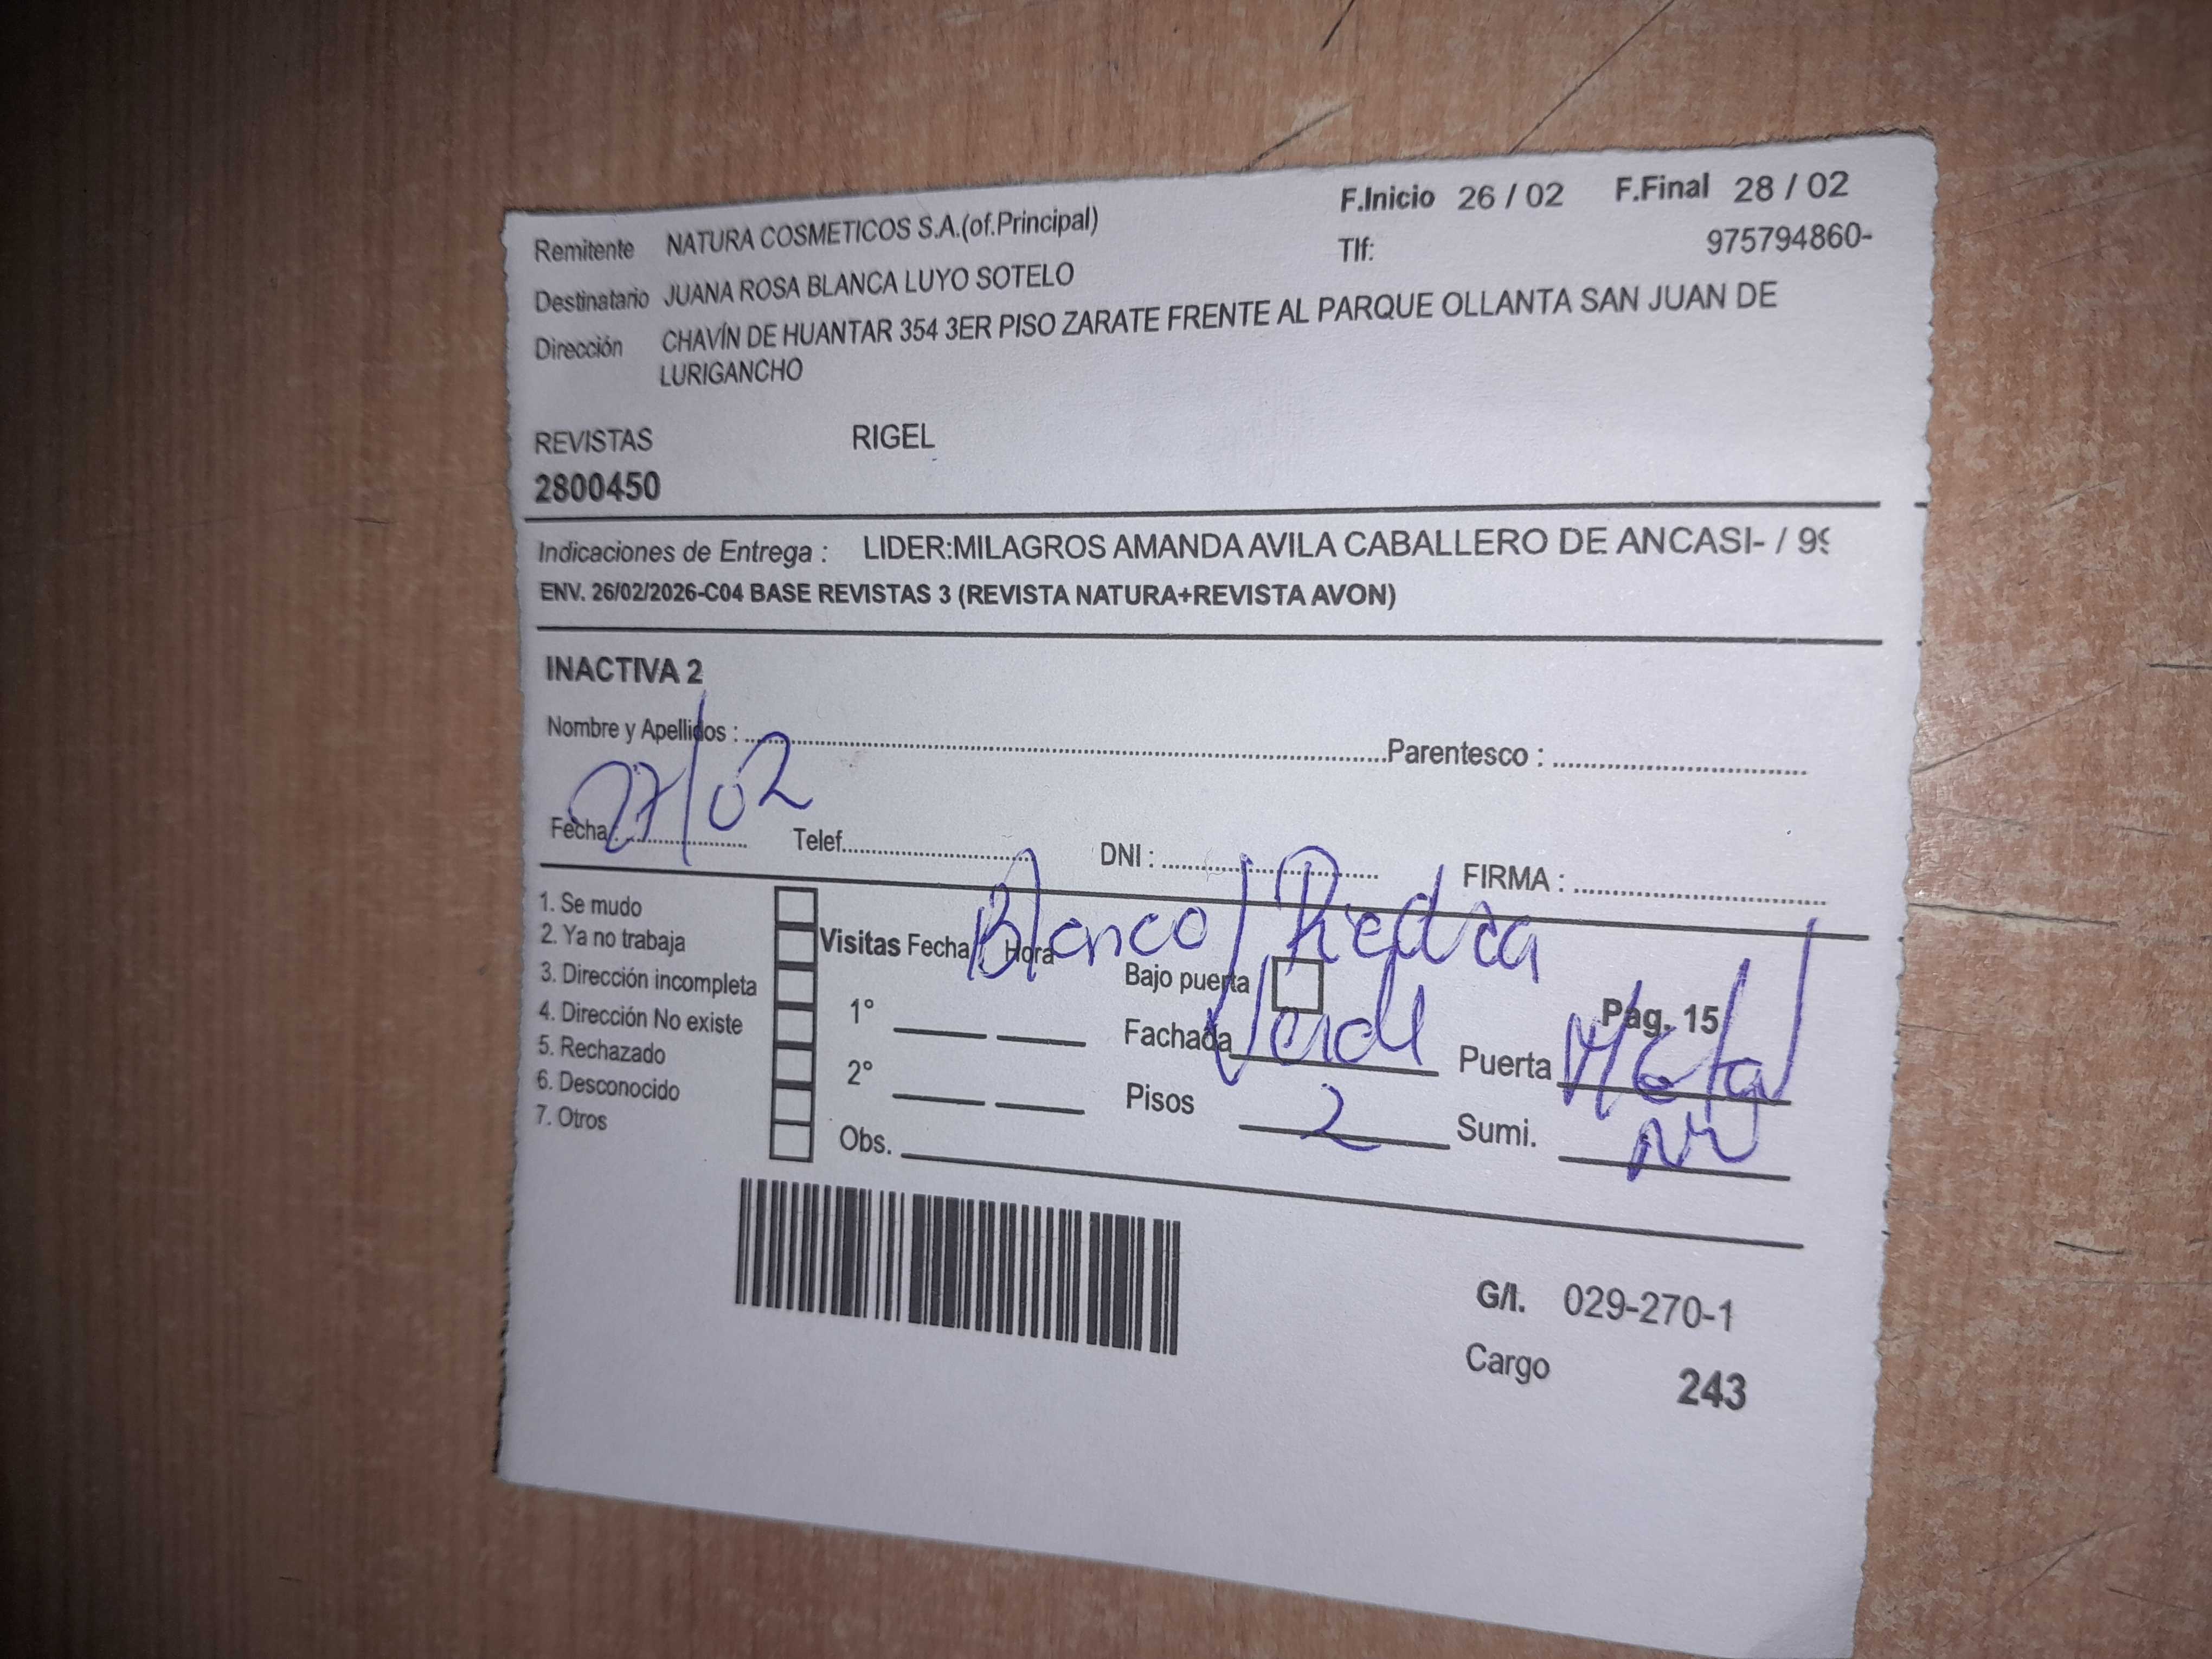 F.Inicio 26 / 02 F.Final 28 / 02
Remitente NATURA COSMETICOS S.A.(of.Principal) Tlf: 975794860-
Destinatario JUANA ROSA BLANCA LUYO SOTELO
Dirección CHAVÍN DE HUANTAR 354 3ER PISO ZARATE FRENTE AL PARQUE OLLANTA SAN JUAN DE
LURIGANCHO
REVISTAS RIGEL
2800450
Indicaciones de Entrega : LIDER:MILAGROS AMANDA AVILA CABALLERO DE ANCASI- / 99
ENV. 26/02/2026-C04 BASE REVISTAS 3 (REVISTA NATURA+REVISTA AVON)
INACTIVA 2
Nombre y Apellidos : Parentesco :
Fecha : 27/02 Telef. DNI : FIRMA :
Blanco/Piedra
1. Se mudo
2. Ya no trabaja
3. Dirección incompleta
4. Dirección No existe
5. Rechazado
6. Desconocido
7. Otros
Visitas Fecha Hora
1°
2°
Obs.
Bajo puerta Pág. 15
Fachada Verde Puerta Metal
Pisos 2 Sumi.
G/I. 029-270-1
Cargo 243